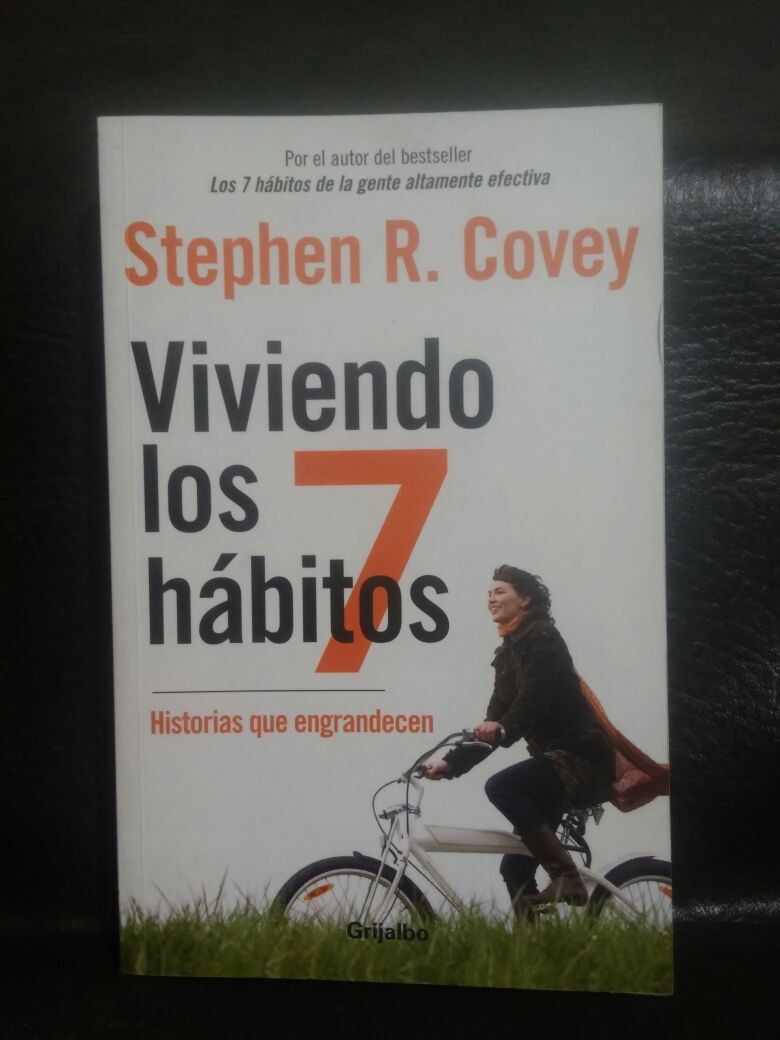 Por el autor del bestseller
Los 7 hábitos de la gente altamente efectiva
Stephen R. Covey
Viviendo
los 7
hábitos
Historias que engrandecen
Grijalbo